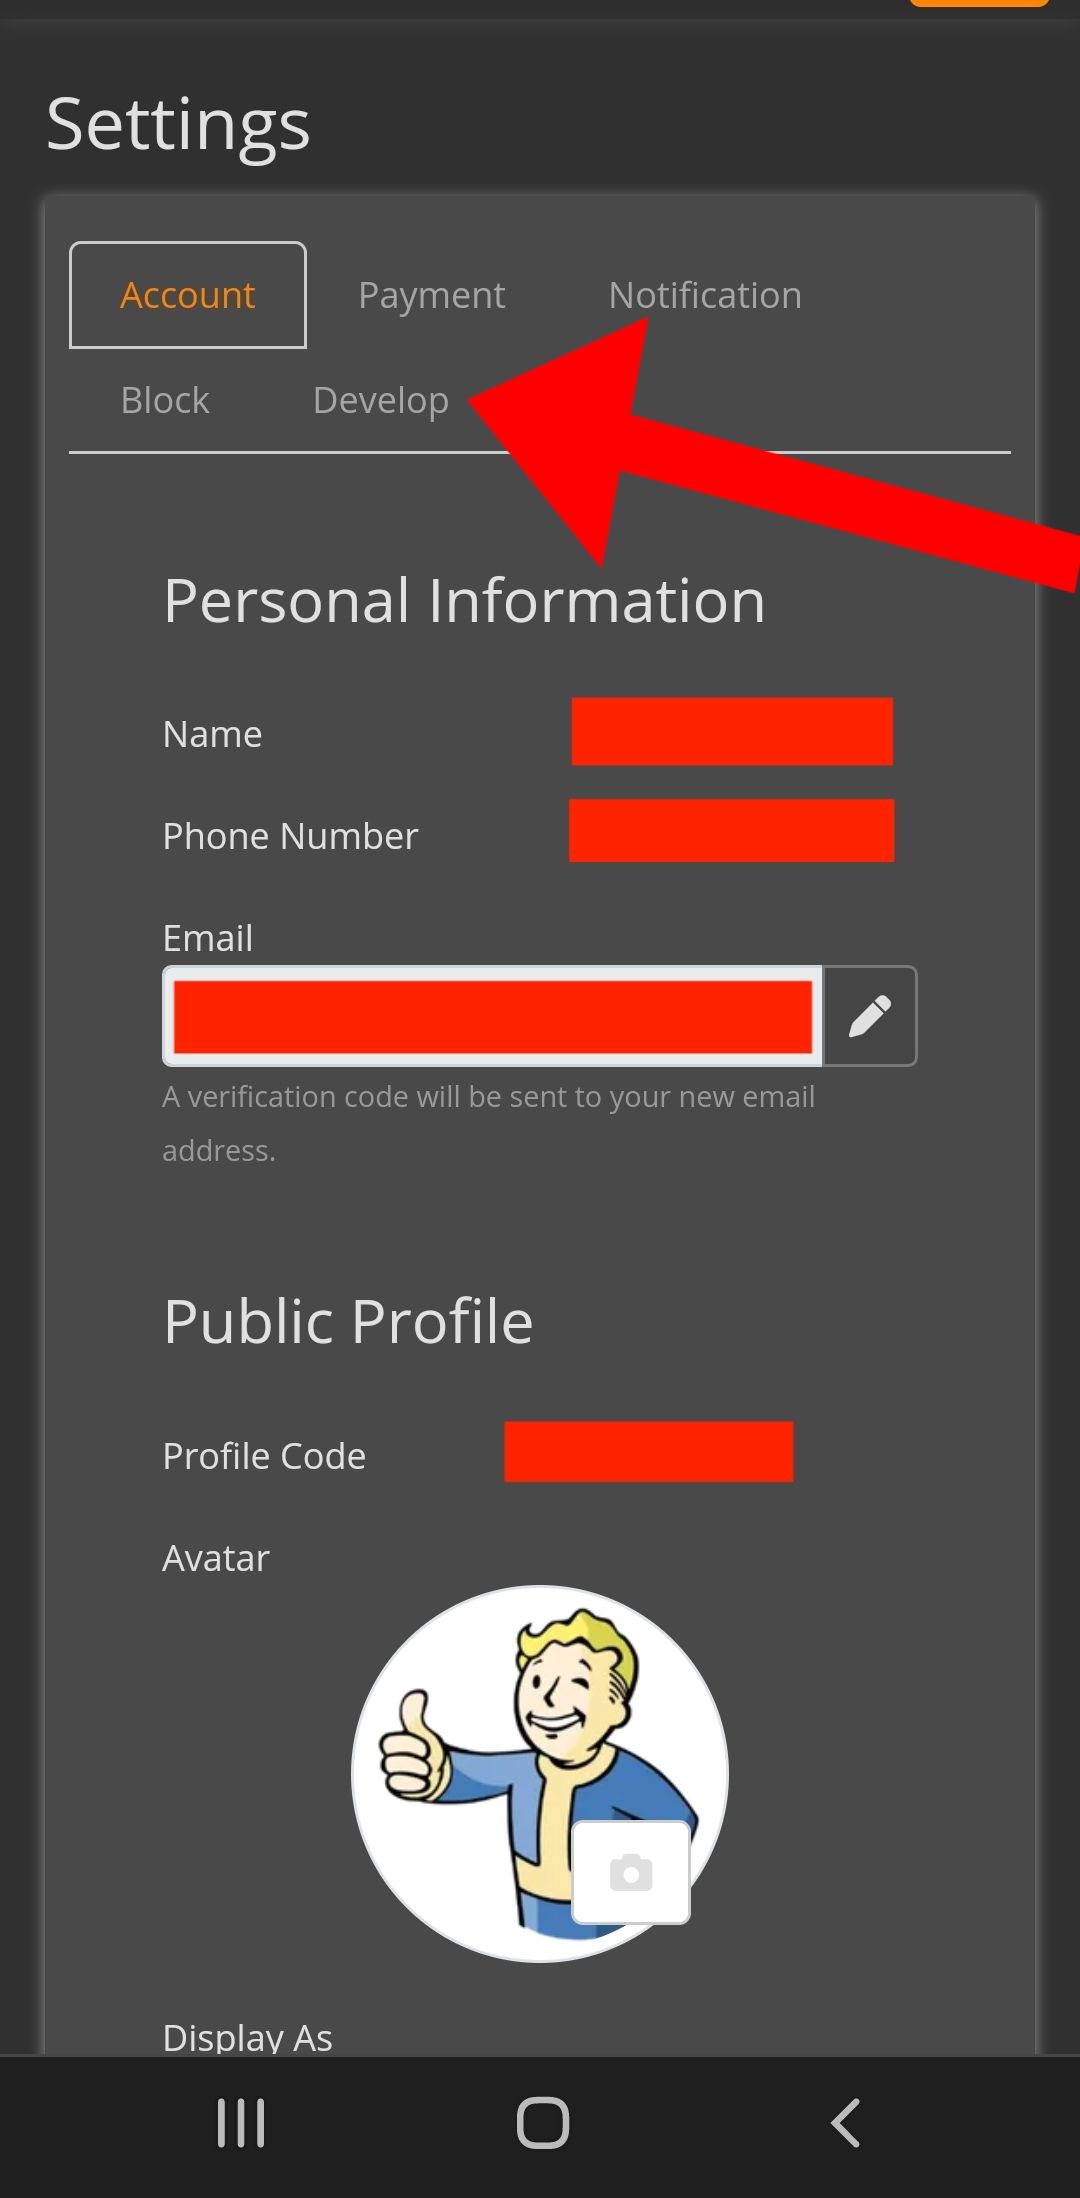 Settings
Account Payment Notification
Block Develop
Personal Information
Name
Phone Number
Email
A verification code will be sent to your new email
address.
Public Profile
Profile Code
Avatar
Display As